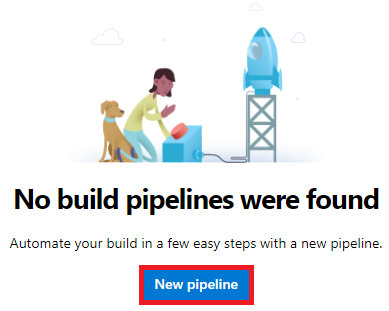 No build pipelines were found
Automate your build in a few easy steps with a new pipeline.
New pipeline